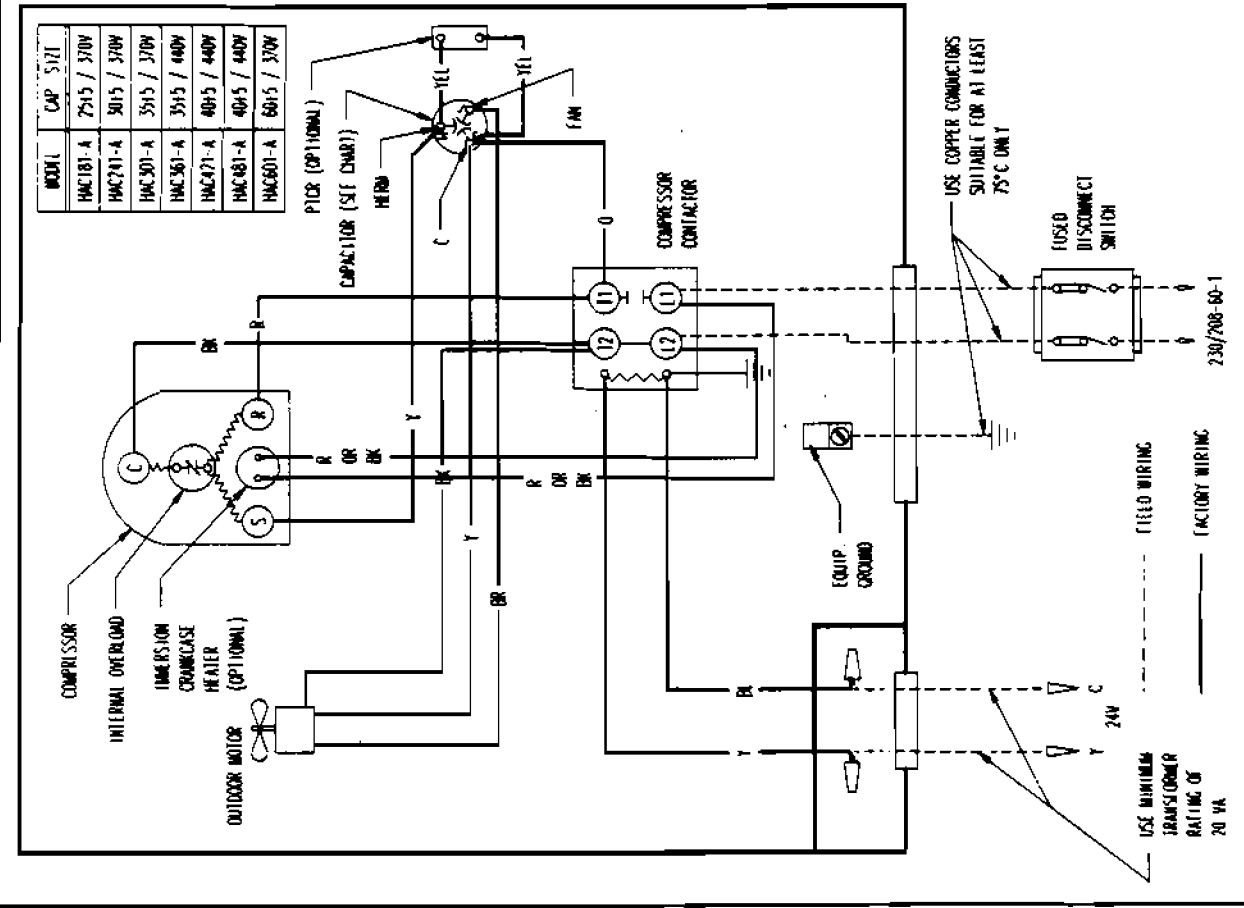 MODEL CAP SIZE
HAC181-A 25+5 / 370V
HAC241-A 30+5 / 370V
HAC301-A 35+5 / 370V
HAC361-A 35+5 / 440V
HAC421-A 40+5 / 440V
HAC481-A 40+5 / 440V
HAC601-A 60+5 / 370V
PTCR (OPTIONAL)
CAPACITOR (SEE CHART)
HERM
C
FAN
YEL
YEL
O
COMPRESSOR
CONTACTOR
T1
L1
T2
L2
R
BK
Y
C
R
S
R OR BK
R OR BK
BK
Y
BR
COMPRESSOR
INTERNAL OVERLOAD
IMMERSION
CRANKCASE
HEATER
(OPTIONAL)
OUTDOOR MOTOR
EQUIP.
GROUND
BL
Y
USE COPPER CONDUCTORS
SUITABLE FOR AT LEAST
75°C ONLY
FUSED
DISCONNECT
SWITCH
230/208-60-1
FIELD WIRING
FACTORY WIRING
C
24V
Y
USE MINIMUM
TRANSFORMER
RATING OF
20 VA